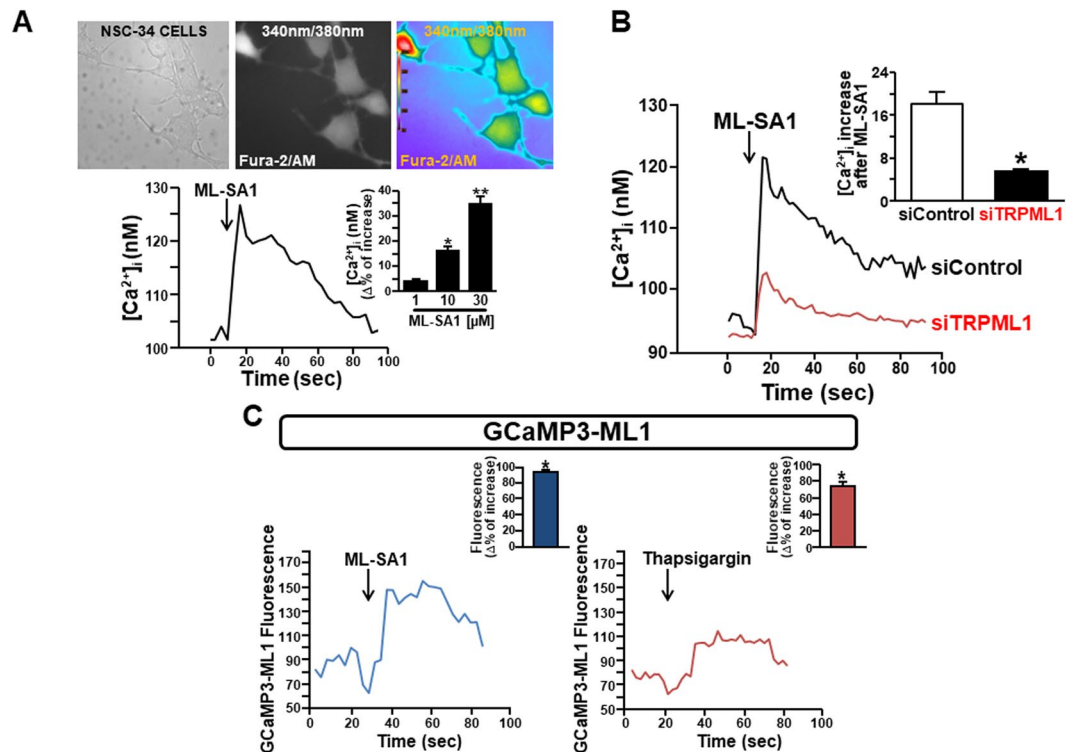 A
NSC-34 CELLS
340nm/380nm
Fura-2/AM
340nm/380nm
Fura-2/AM
[Ca²⁺]ᵢ (nM)
130
120
110
100
ML-SA1
0 20 40 60 80 100
Time (sec)
[Ca²⁺]ᵢ (nM)
(Δ% of increase)
40
30
20
10
0
*
**
1 10 30
ML-SA1 [µM]
B
[Ca²⁺]ᵢ (nM)
130
120
110
100
90
ML-SA1
[Ca²⁺]ᵢ increase
after ML-SA1
24
18
12
6
0
*
siControl siTRPML1
siControl
siTRPML1
0 20 40 60 80 100
Time (sec)
C
GCaMP3-ML1
GCaMP3-ML1 Fluorescence
170
150
130
110
90
70
50
ML-SA1
Fluorescence
(Δ% of increase)
100
80
60
40
20
0
*
0 20 40 60 80 100
Time (sec)
GCaMP3-ML1 Fluorescence
170
150
130
110
90
70
50
Thapsigargin
Fluorescence
(Δ% of increase)
100
80
60
40
20
0
*
0 20 40 60 80 100
Time (sec)